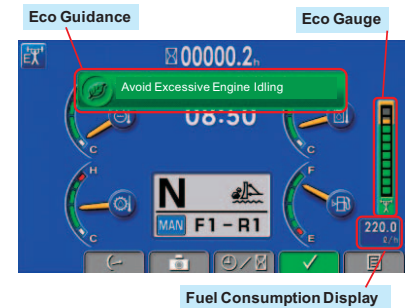 Eco Guidance
Eco Gauge
E
00000.2h
Avoid Excessive Engine Idling
08:50
C
C
H
F
N
MAN F1-R1
C
E
220.0
ℓ/h
Fuel Consumption Display